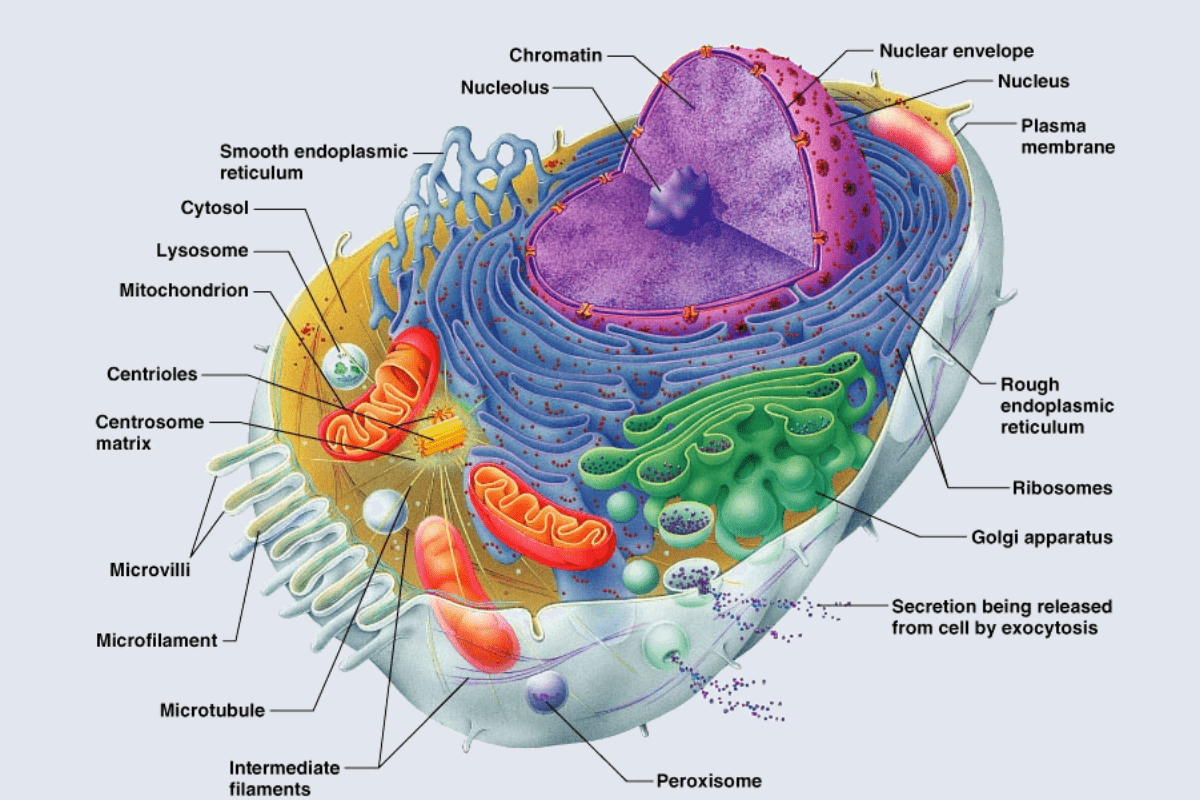 Chromatin
Nucleolus
Smooth endoplasmic
reticulum
Cytosol
Lysosome
Mitochondrion
Centrioles
Centrosome
matrix
Microvilli
Microfilament
Microtubule
Intermediate
filaments
Nuclear envelope
Nucleus
Plasma
membrane
Rough
endoplasmic
reticulum
Ribosomes
Golgi apparatus
Secretion being released
from cell by exocytosis
Peroxisome